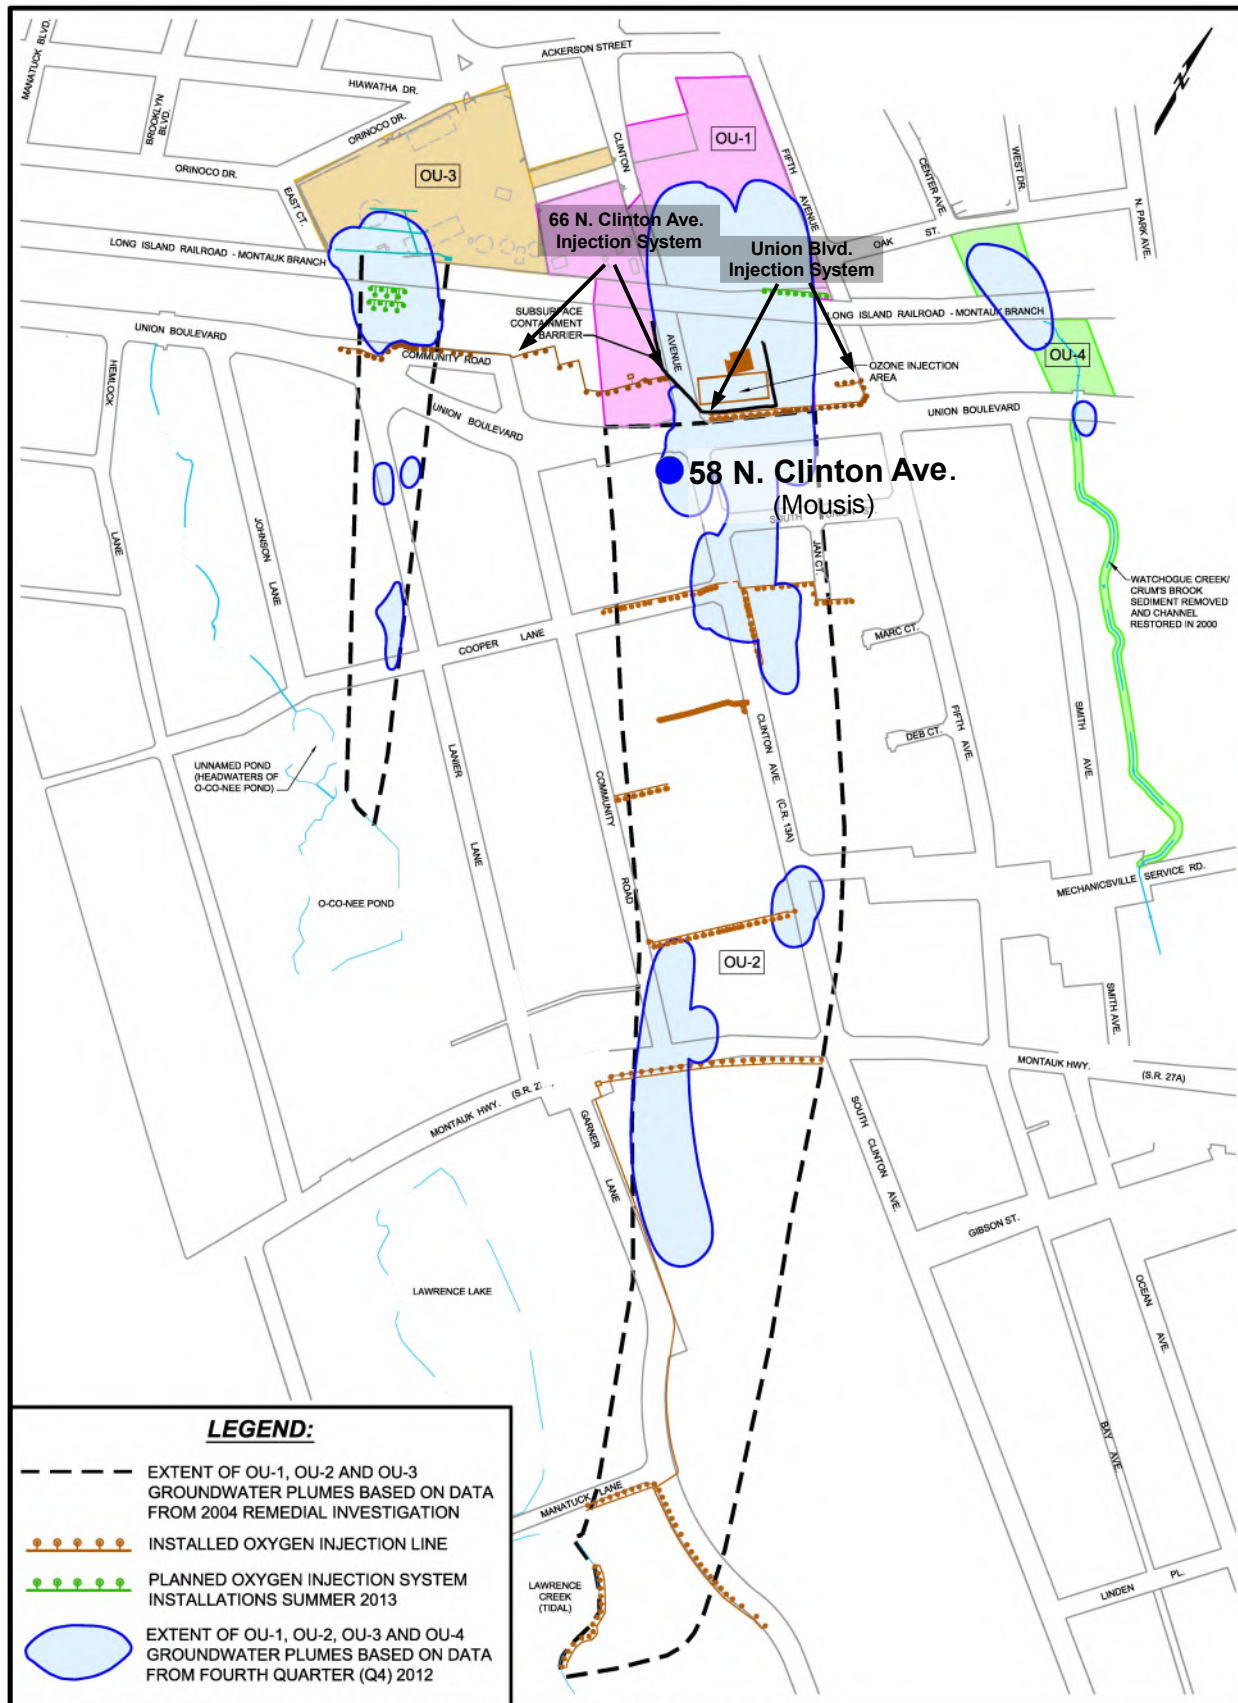 MANATUCK BLVD.
ACKERSON STREET
HIAWATHA DR.
BROOKLYN
BLVD.
ORINOCO DR.
ORINOCO DR.
CLINTON
FIFTH
AVENUE
OU-1
OU-3
CENTER AVE.
WEST DR.
N. PARK AVE.
EAST CT.
OAK ST.
66 N. Clinton Ave.
Injection System
Union Blvd.
Injection System
LONG ISLAND RAILROAD - MONTAUK BRANCH
LONG ISLAND RAILROAD - MONTAUK BRANCH
SUBSURFACE
CONTAINMENT
BARRIER
AVENUE
UNION BOULEVARD
COMMUNITY ROAD
OU-4
OZONE INJECTION
AREA
HEMLOCK
LANE
UNION BOULEVARD
UNION BOULEVARD
58 N. Clinton Ave.
(Mousis)
SOUTH UNION
JOHNSON
LANE
JAN CT.
WATCHOGUE CREEK/
CRUM'S BROOK
SEDIMENT REMOVED
AND CHANNEL
RESTORED IN 2000
MARC CT.
COOPER LANE
FIFTH AVE.
SMITH AVE.
DEB CT.
CLINTON AVE. (C.R. 13A)
UNNAMED POND
(HEADWATERS OF
O-CO-NEE POND)
LANIER
LANE
COMMUNITY
ROAD
O-CO-NEE POND
MECHANICSVILLE SERVICE RD.
OU-2
SMITH AVE.
MONTAUK HWY. (S.R. 27A)
MONTAUK HWY. (S.R. 2
GARNER
LANE
SOUTH CLINTON AVE.
GIBSON ST.
LAWRENCE LAKE
OCEAN AVE.
BAY AVE.
MANATUCK LANE
LAWRENCE
CREEK
(TIDAL)
LINDEN PL.
LEGEND:
EXTENT OF OU-1, OU-2 AND OU-3
GROUNDWATER PLUMES BASED ON DATA
FROM 2004 REMEDIAL INVESTIGATION
INSTALLED OXYGEN INJECTION LINE
PLANNED OXYGEN INJECTION SYSTEM
INSTALLATIONS SUMMER 2013
EXTENT OF OU-1, OU-2, OU-3 AND OU-4
GROUNDWATER PLUMES BASED ON DATA
FROM FOURTH QUARTER (Q4) 2012